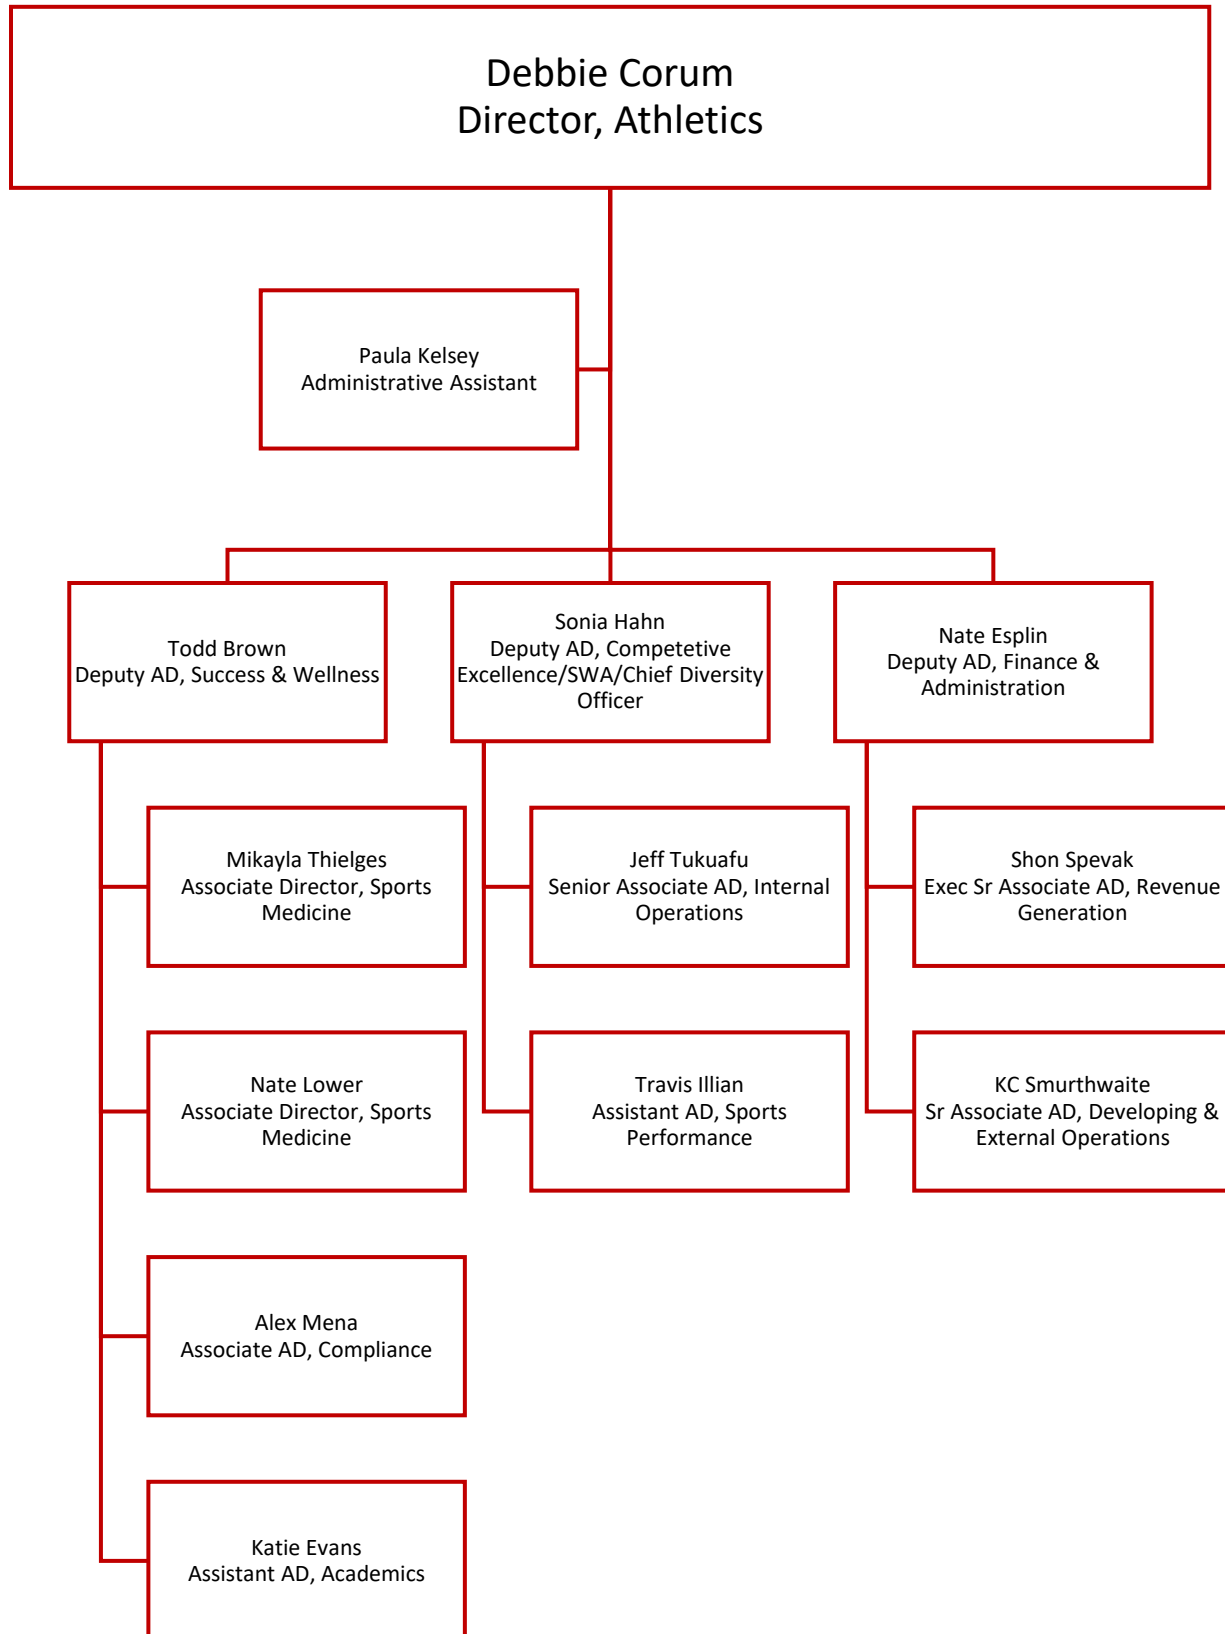 Debbie Corum
Director, Athletics
Paula Kelsey
Administrative Assistant
Todd Brown
Deputy AD, Success & Wellness
Sonia Hahn
Deputy AD, Competetive
Excellence/SWA/Chief Diversity
Officer
Nate Esplin
Deputy AD, Finance &
Administration
Mikayla Thielges
Associate Director, Sports
Medicine
Nate Lower
Associate Director, Sports
Medicine
Alex Mena
Associate AD, Compliance
Katie Evans
Assistant AD, Academics
Jeff Tukuafu
Senior Associate AD, Internal
Operations
Travis Illian
Assistant AD, Sports
Performance
Shon Spevak
Exec Sr Associate AD, Revenue
Generation
KC Smurthwaite
Sr Associate AD, Developing &
External Operations